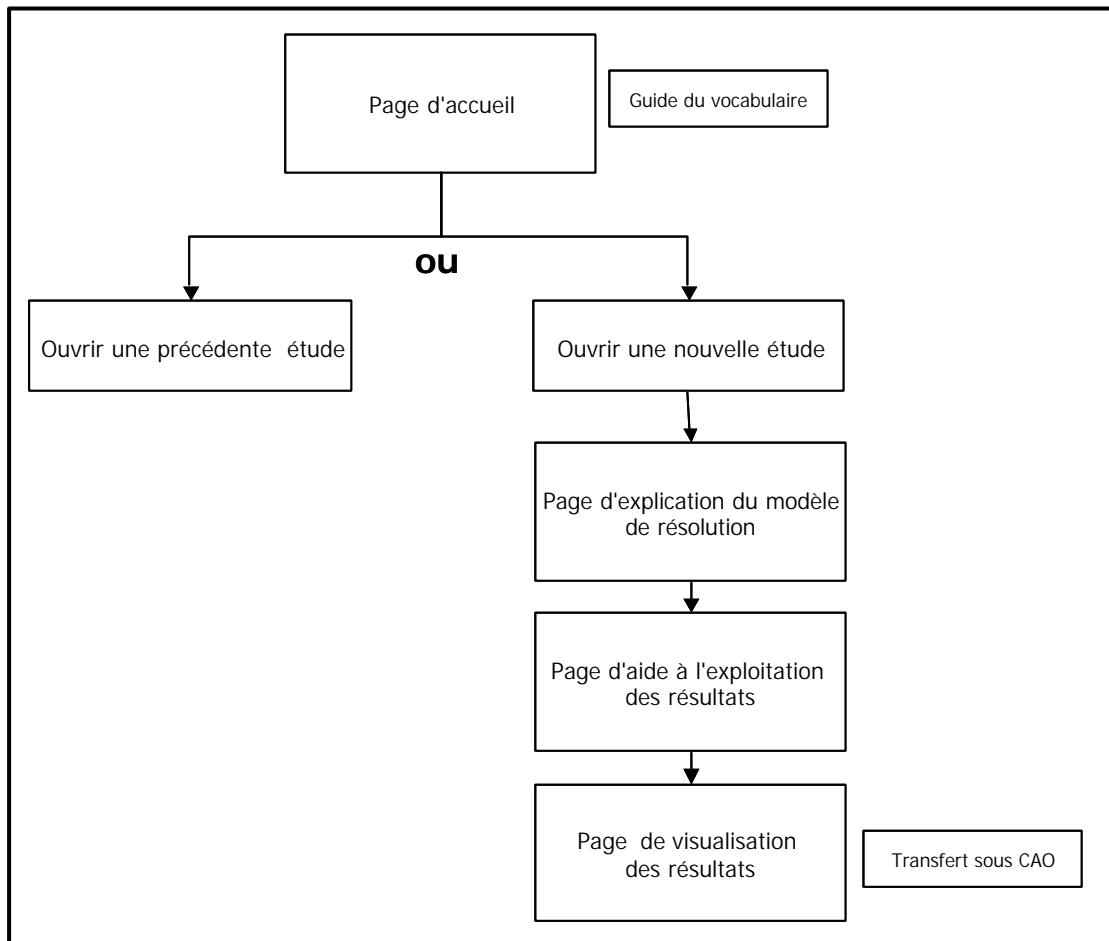 Page d'accueil
Guide du vocabulaire
ou
Ouvrir une précédente étude
Ouvrir une nouvelle étude
Page d'explication du modèle
de résolution
Page d'aide à l'exploitation
des résultats
Page de visualisation
des résultats
Transfert sous CAO